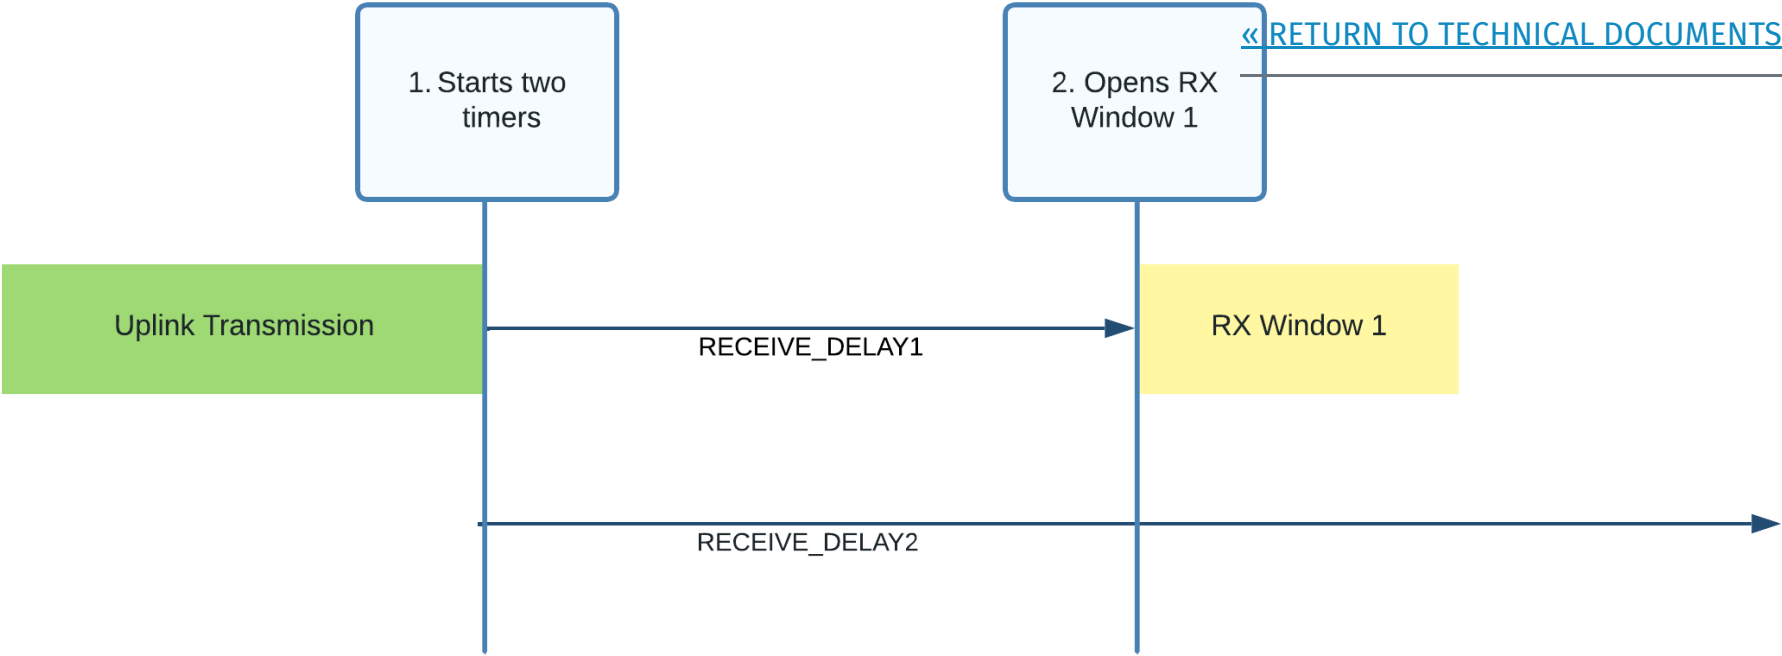 « RETURN TO TECHNICAL DOCUMENTS
1. Starts two
timers
2. Opens RX
Window 1
Uplink Transmission
RECEIVE_DELAY1
RX Window 1
RECEIVE_DELAY2